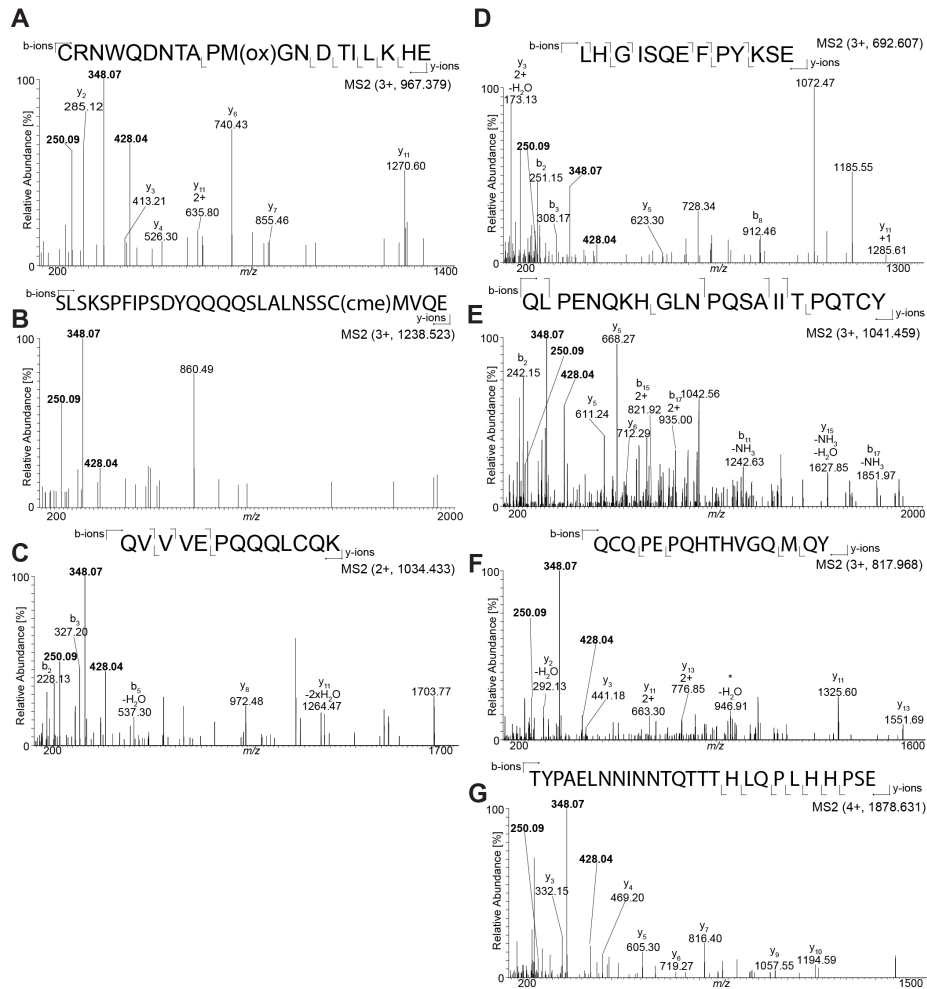 A
b-ions CRNWQDNTA PM(ox)GN D TI L K HE y-ions
MS2 (3+, 967.379)
Relative Abundance [%]
100
0
348.07
y2
285.12
250.09
428.04
y3
413.21
y4
526.30
y11
2+
635.80
y6
740.43
y7
855.46
y11
1270.60
200 m/z 1400
B
b-ions SLSKSPFIPSDYQQQQSLALNSSC(cme)MVQE y-ions
MS2 (3+, 1238.523)
Relative Abundance [%]
100
0
348.07
250.09
428.04
860.49
200 m/z 2000
C
b-ions QV V VE PQQQLCQK y-ions
MS2 (2+, 1034.433)
Relative Abundance [%]
100
0
348.07
b3
327.20
b2
228.13
250.09
428.04
b5
-H2O
537.30
y8
972.48
y11
-2xH2O
1264.47
1703.77
200 m/z 1700
D
b-ions LH G ISQE F PY KSE y-ions
MS2 (3+, 692.607)
Relative Abundance [%]
100
0
y3
2+
-H2O
173.13
250.09
b2
251.15
b3
308.17
348.07
428.04
y5
623.30
728.34
b8
912.46
1072.47
1185.55
y11
+1
1285.61
200 m/z 1300
E
b-ions QL PENQKH GLN PQSA II T PQTCY y-ions
MS2 (3+, 1041.459)
Relative Abundance [%]
100
0
348.07
250.09
b2
242.15
428.04
y5
668.27
y5
611.24
y6
712.29
b15
2+
821.92
b17
2+
935.00
1042.56
b11
-NH3
1242.63
y15
-NH3
-H2O
1627.85
b17
-NH3
1851.97
200 m/z 2000
F
b-ions QCQ PE PQHTHVGQ M QY y-ions
MS2 (3+, 817.968)
Relative Abundance [%]
100
0
348.07
250.09
428.04
y2
-H2O
292.13
y3
441.18
y11
2+
663.30
y13
2+
776.85
*
-H2O
946.91
y11
1325.60
y13
1551.69
200 m/z 1600
G
b-ions TYPAELNNINNTQTTT H LQ P L H H PSE y-ions
MS2 (4+, 1878.631)
Relative Abundance [%]
100
0
348.07
250.09
428.04
y3
332.15
y4
469.20
y5
605.30
y6
719.27
y7
816.40
y9
1057.55
y10
1194.59
200 m/z 1500